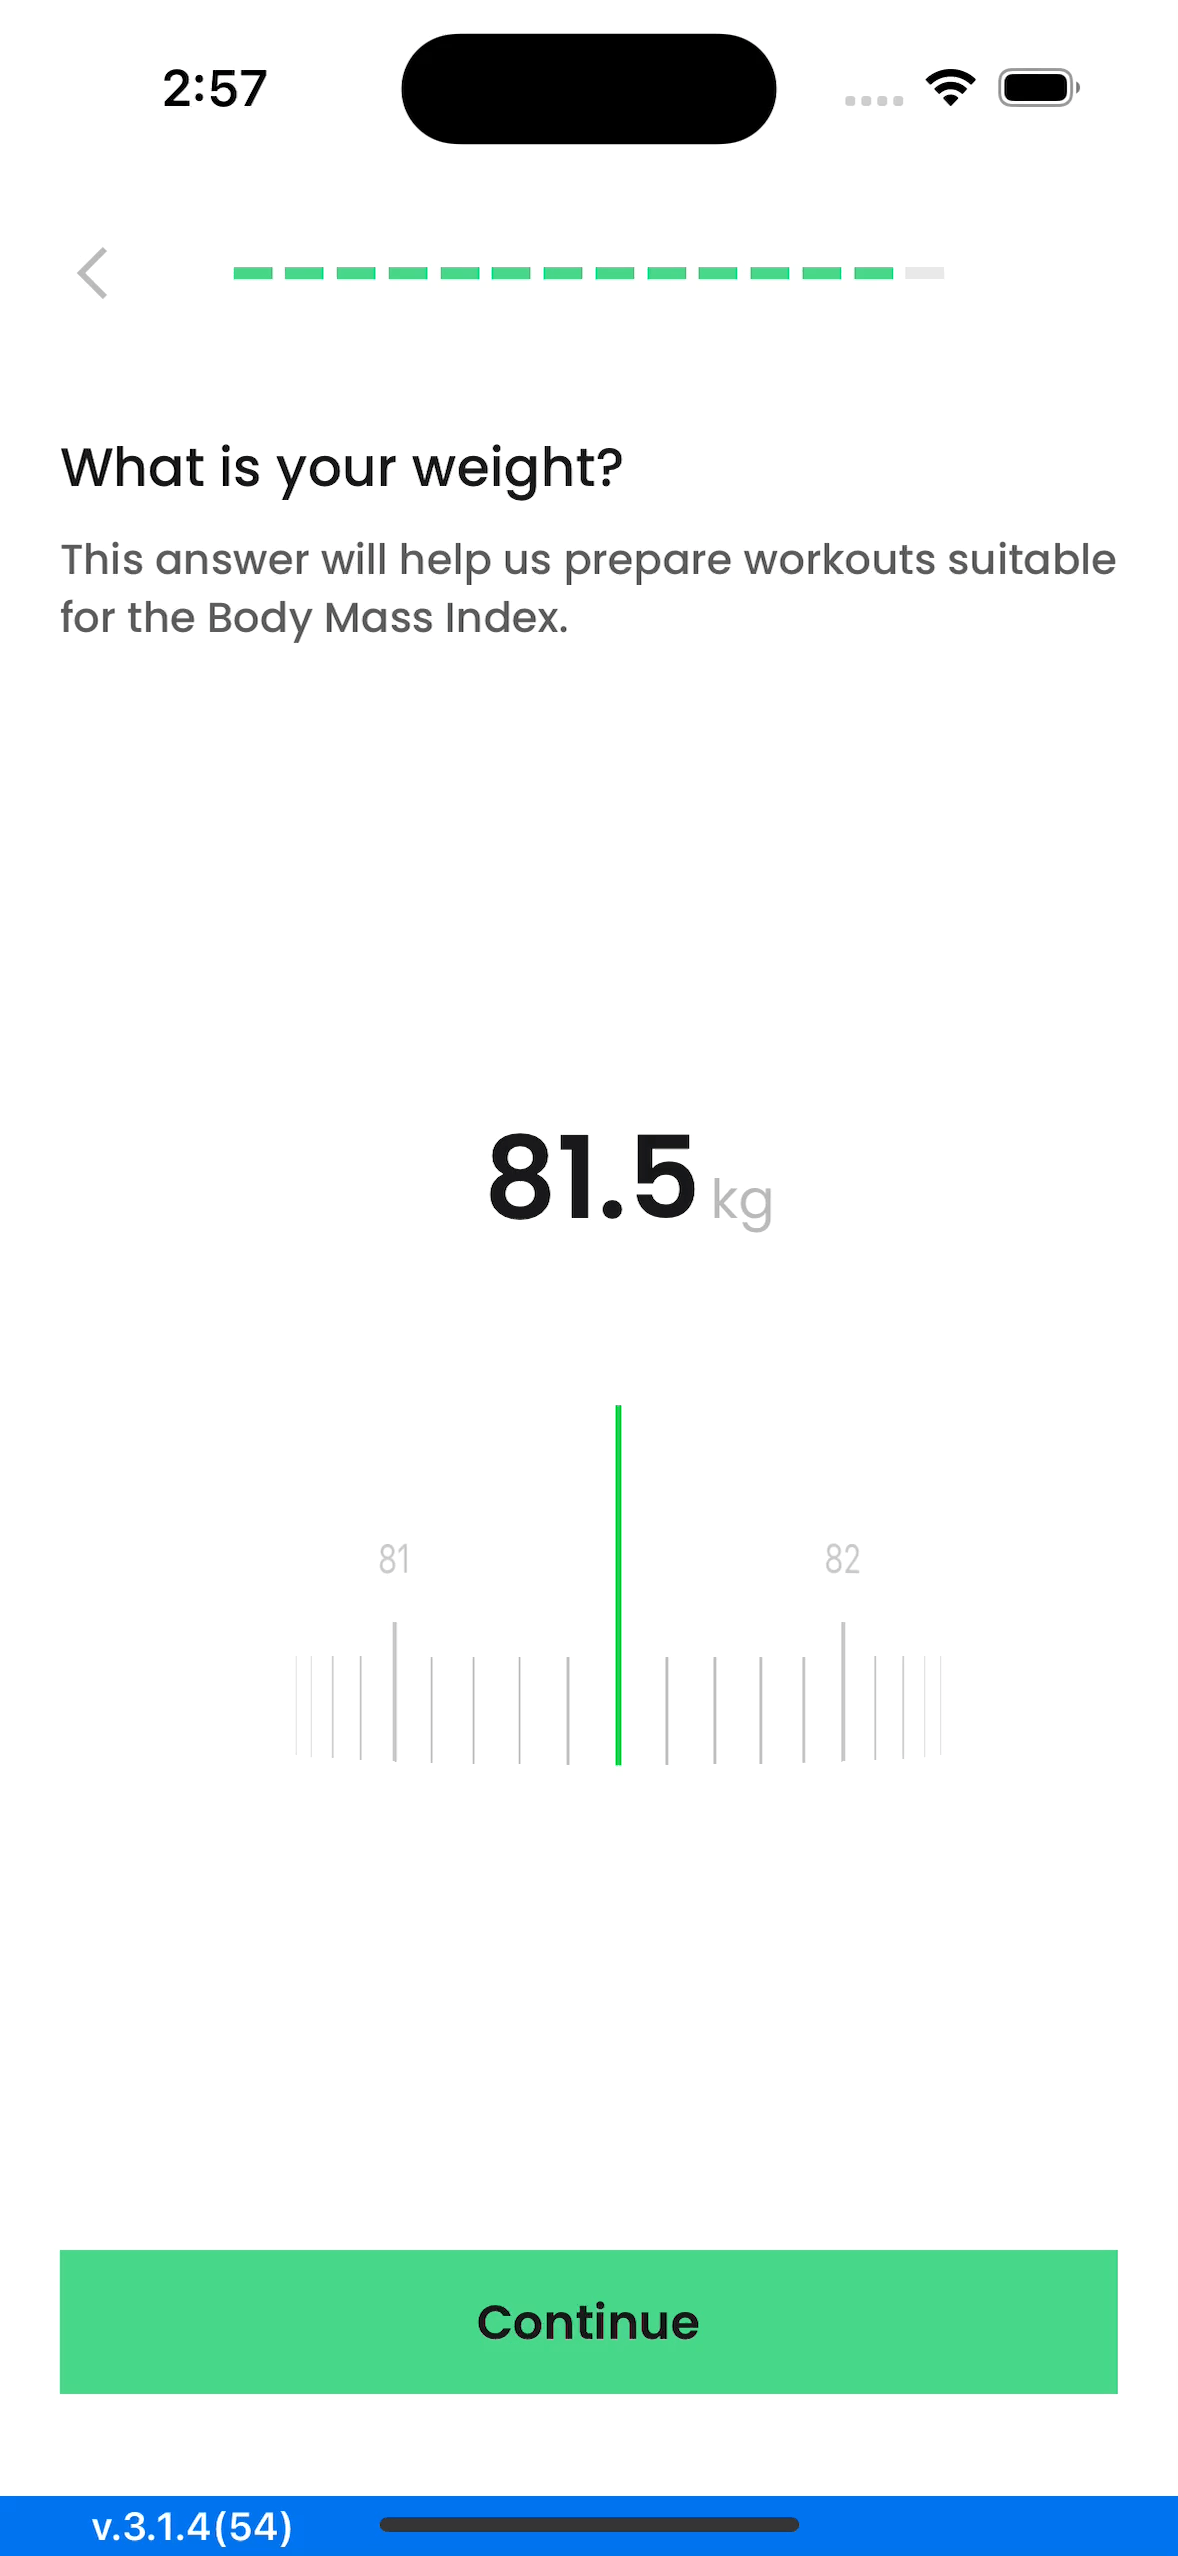 2:57
What is your weight?
This answer will help us prepare workouts suitable
for the Body Mass Index.
81.5 kg
81 82
Continue
v.3.1.4(54)